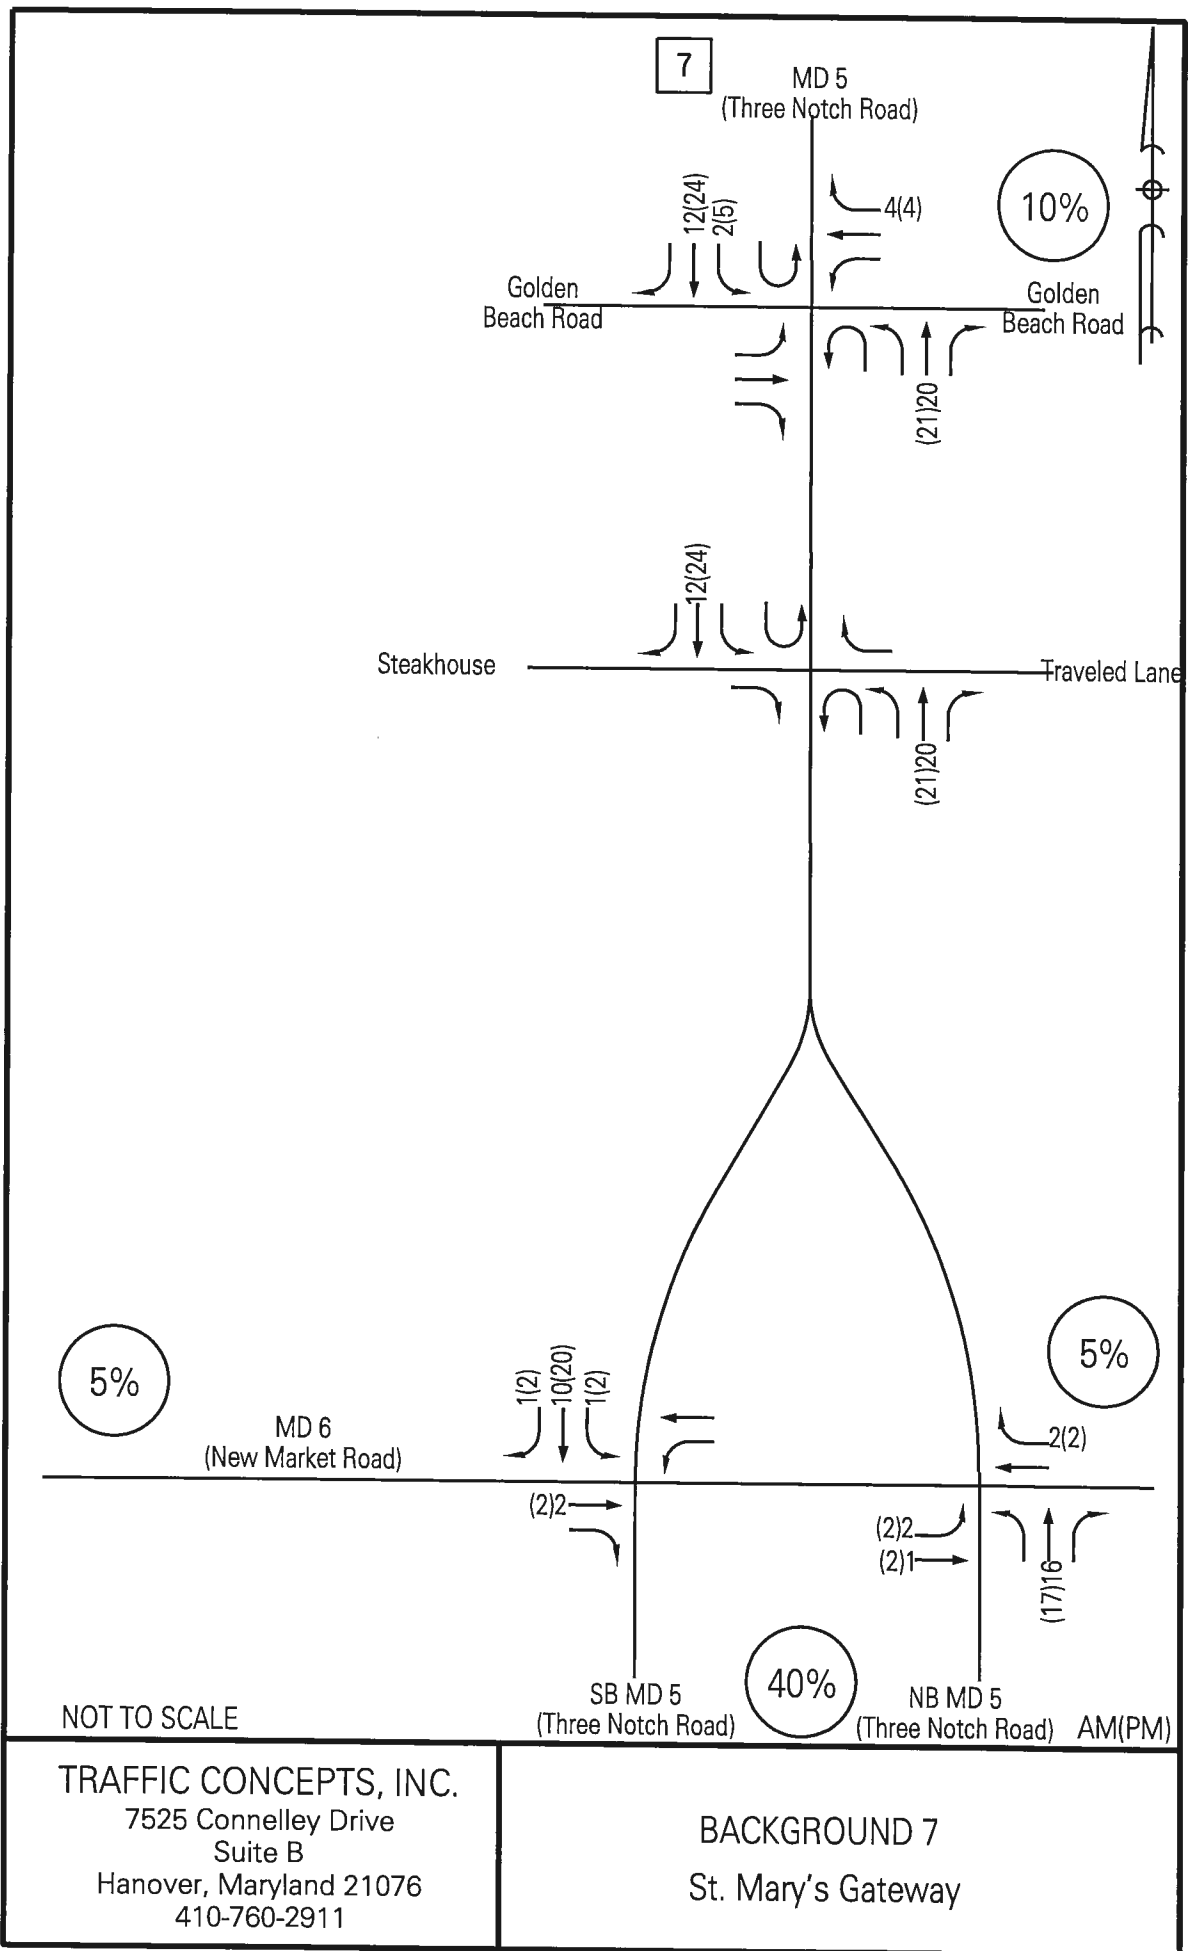 7
MD 5
(Three Notch Road)
12(24)
2(5)
4(4)
10%
Golden
Beach Road
Golden
Beach Road
(21)20
12(24)
Steakhouse
Traveled Lane
(21)20
5%
5%
1(2)
10(20)
1(2)
MD 6
(New Market Road)
2(2)
(2)2
(2)2
(2)1
(17)16
40%
SB MD 5
(Three Notch Road)
NB MD 5
(Three Notch Road)
NOT TO SCALE
AM(PM)
TRAFFIC CONCEPTS, INC.
7525 Connelley Drive
Suite B
Hanover, Maryland 21076
410-760-2911
BACKGROUND 7
St. Mary's Gateway